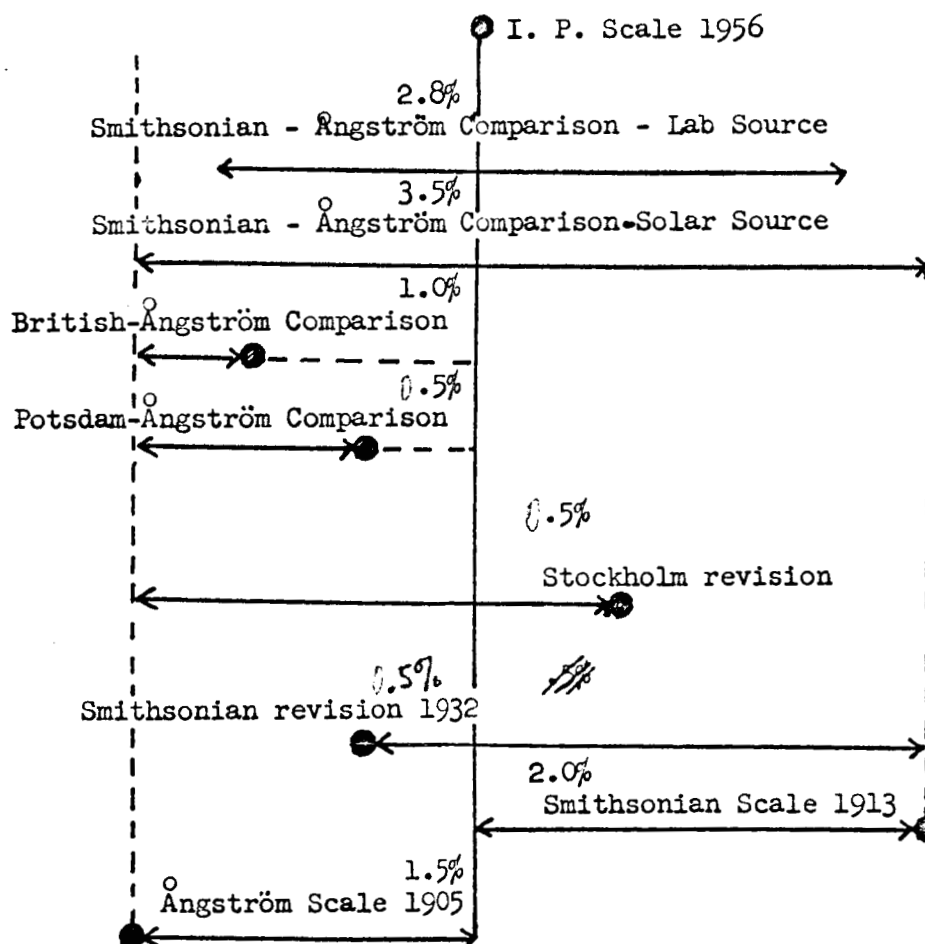 I. P. Scale 1956
2.8%
Smithsonian - Ångström Comparison - Lab Source
3.5%
Smithsonian - Ångström Comparison-Solar Source
1.0%
British-Ångström Comparison
0.5%
Potsdam-Ångström Comparison
0.5%
Stockholm revision
0.5%
Smithsonian revision 1932
2.0%
Smithsonian Scale 1913
1.5%
Ångström Scale 1905